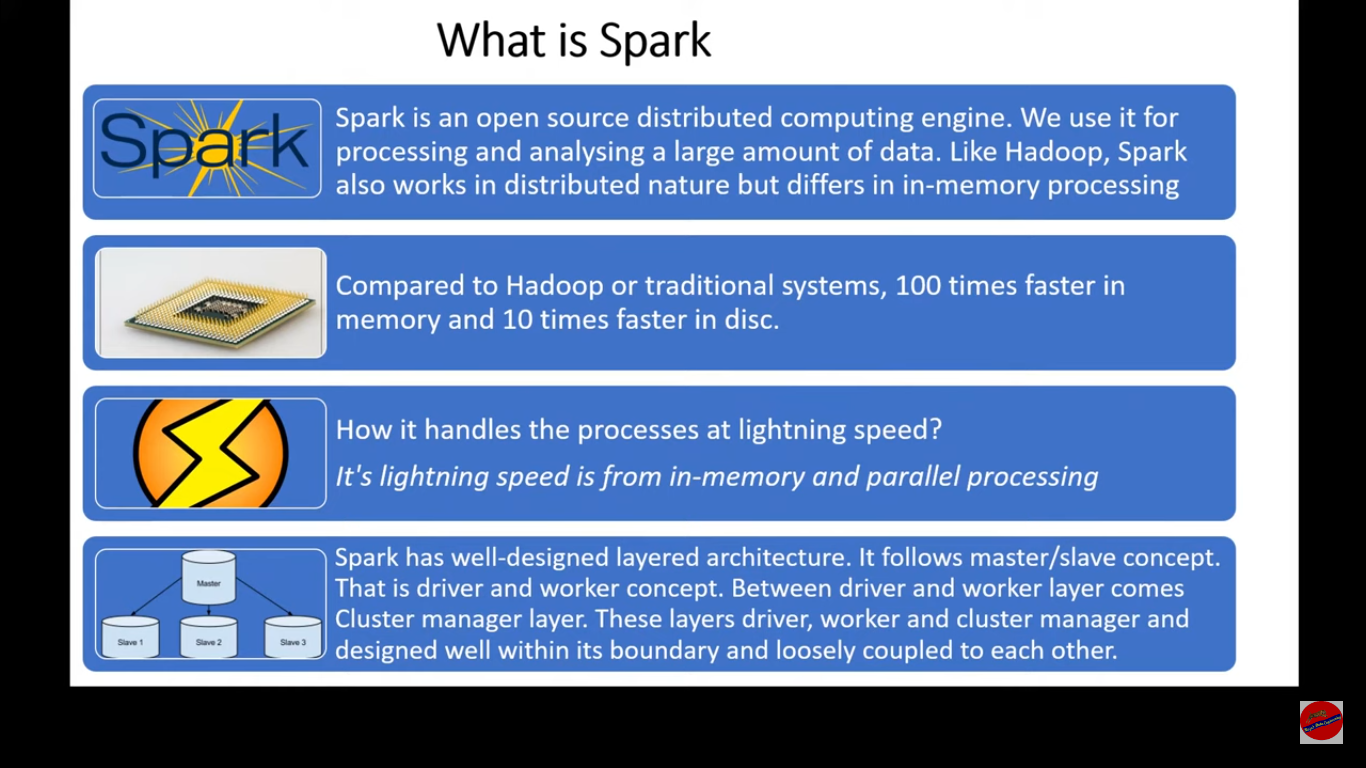 What is Spark
Spark
Spark is an open source distributed computing engine. We use it for
processing and analysing a large amount of data. Like Hadoop, Spark
also works in distributed nature but differs in in-memory processing
Compared to Hadoop or traditional systems, 100 times faster in
memory and 10 times faster in disc.
How it handles the processes at lightning speed?
It's lightning speed is from in-memory and parallel processing
Master
Slave 1
Slave 2
Slave 3
Spark has well-designed layered architecture. It follows master/slave concept.
That is driver and worker concept. Between driver and worker layer comes
Cluster manager layer. These layers driver, worker and cluster manager and
designed well within its boundary and loosely coupled to each other.